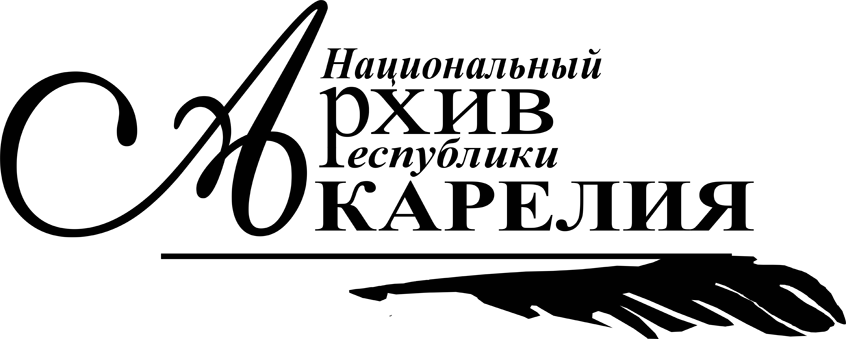 Национальный
Архив
Республики
КАРЕЛИЯ